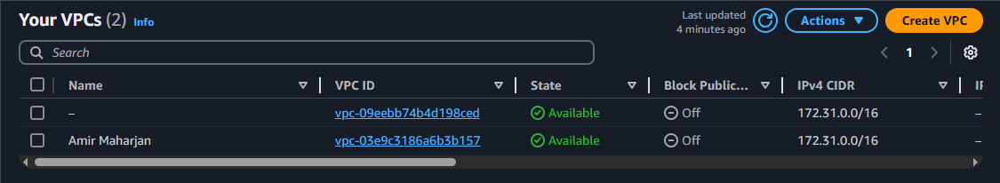 Your VPCs (2) Info
Last updated
4 minutes ago
Actions
Create VPC
Search
1
Name VPC ID State Block Public... IPv4 CIDR IP
– vpc-09eebb74b4d198ced Available Off 172.31.0.0/16 –
Amir Maharjan vpc-03e9c3186a6b3b157 Available Off 172.31.0.0/16 –